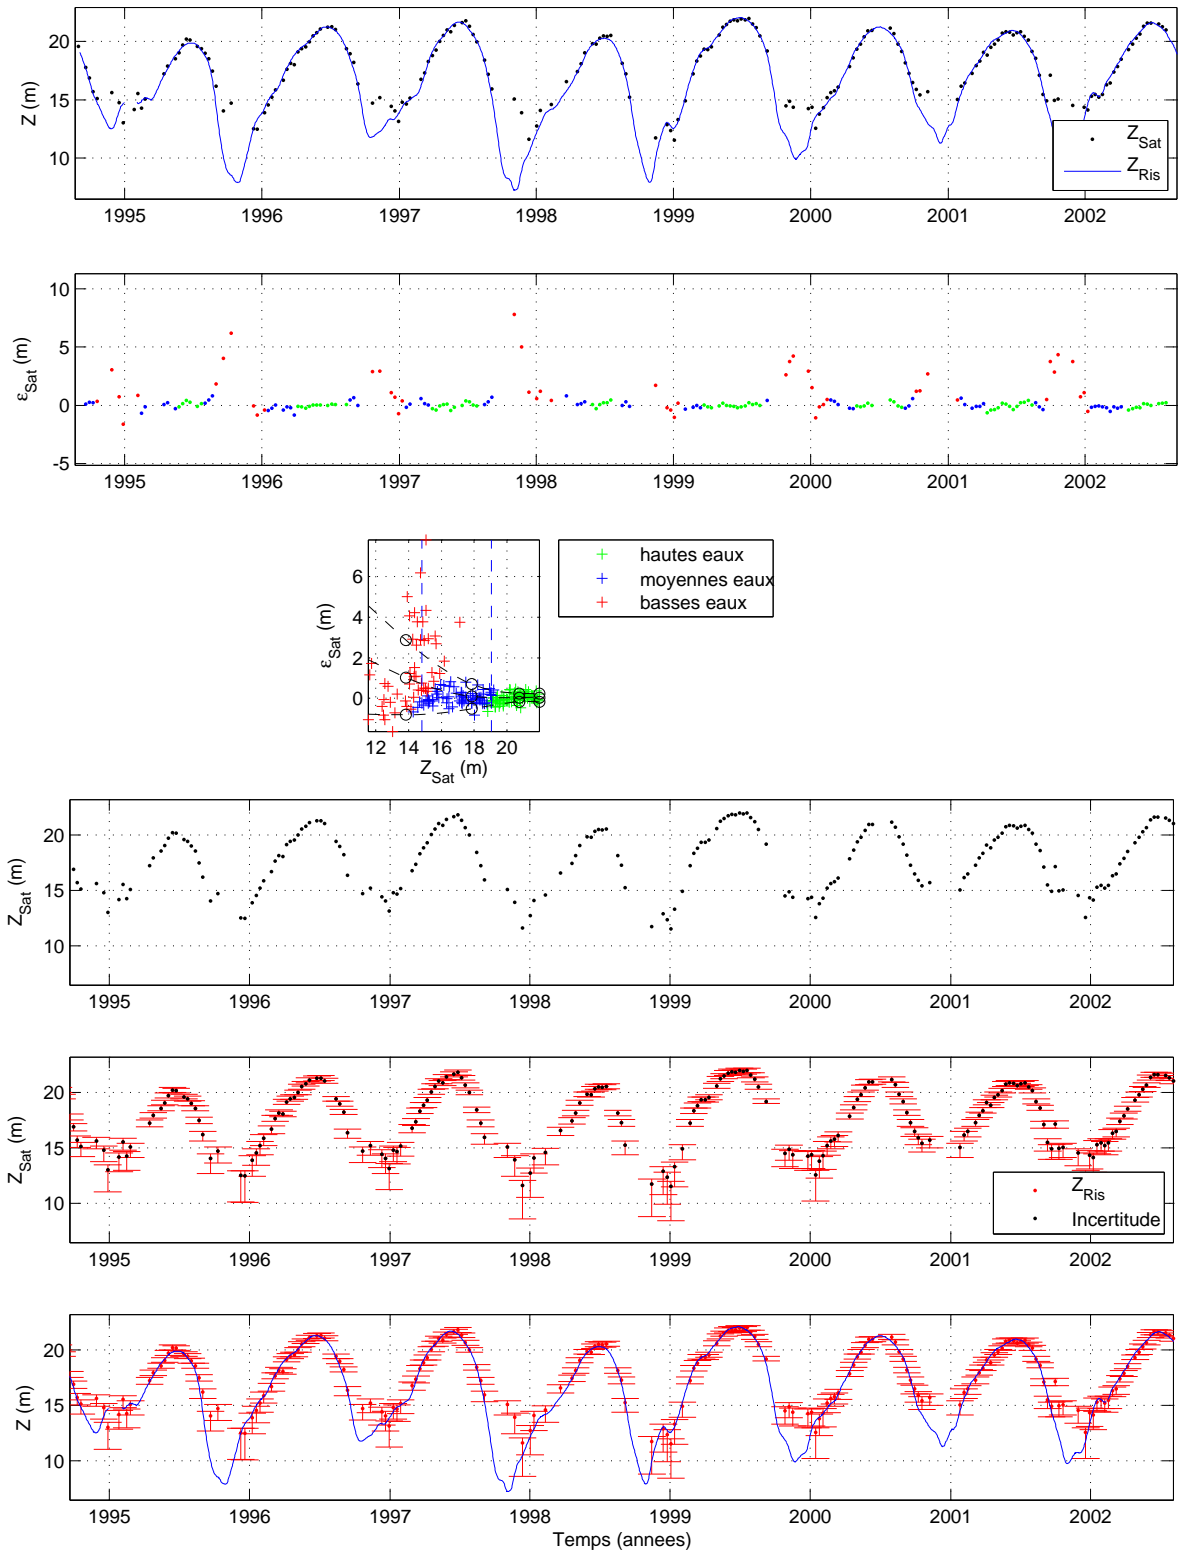 20
15
10
Z (m)
Z_Sat
Z_Ris
1995 1996 1997 1998 1999 2000 2001 2002
10
5
0
-5
ε_Sat (m)
1995 1996 1997 1998 1999 2000 2001 2002
6
4
2
0
ε_Sat (m)
12 14 16 18 20
Z_Sat (m)
hautes eaux
moyennes eaux
basses eaux
20
15
10
Z_Sat (m)
1995 1996 1997 1998 1999 2000 2001 2002
20
15
10
Z_Sat (m)
Z_Ris
Incertitude
1995 1996 1997 1998 1999 2000 2001 2002
20
15
10
Z (m)
1995 1996 1997 1998 1999 2000 2001 2002
Temps (annees)